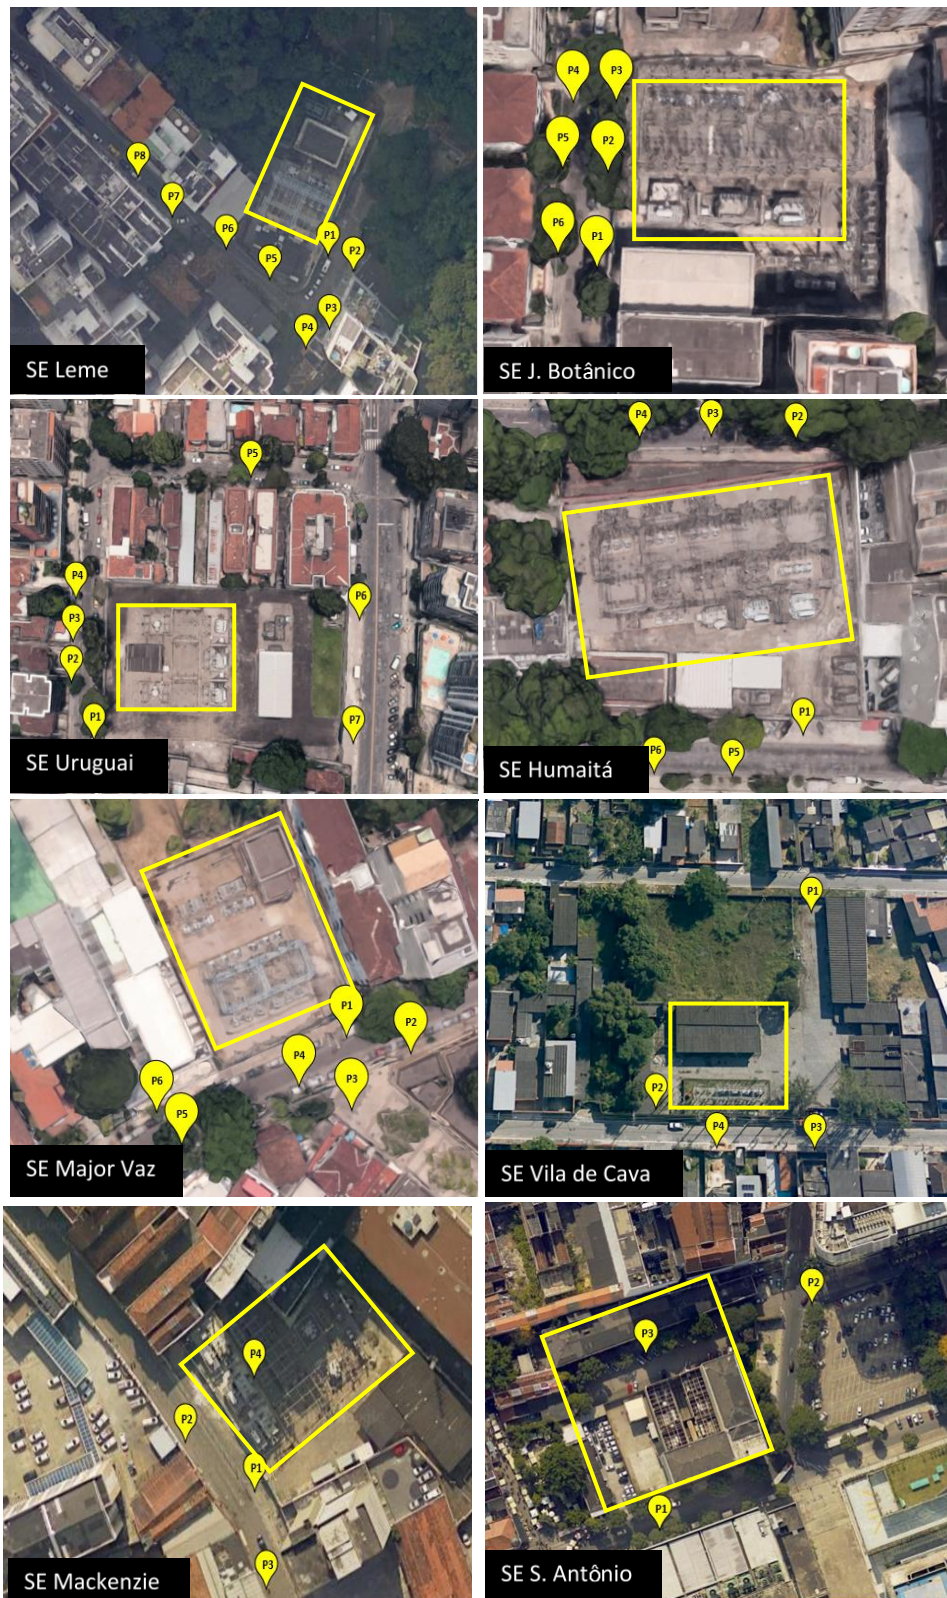 P8
P7
P6
P5
P1
P2
P3
P4
SE Leme
P4
P3
P5
P2
P6
P1
SE J. Botânico
P5
P4
P3
P2
P1
P6
P7
SE Uruguai
P4
P3
P2
P1
P6
P5
SE Humaitá
P1
P2
P4
P3
P6
P5
SE Major Vaz
P1
P2
P4
P3
SE Vila de Cava
P4
P2
P1
P3
SE Mackenzie
P2
P3
P1
SE S. Antônio